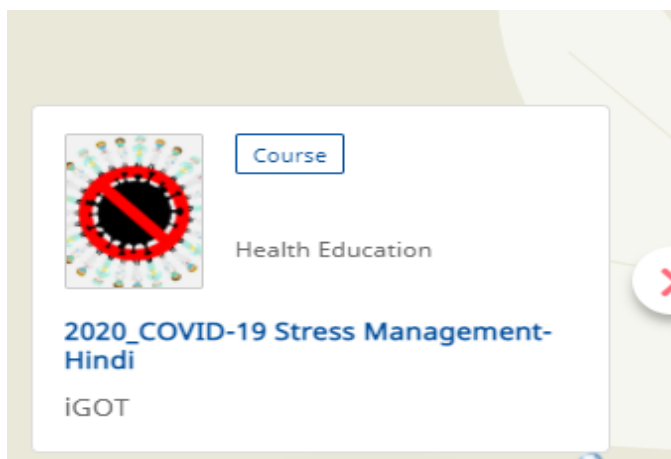 Course
Health Education
2020_COVID-19 Stress Management-
Hindi
iGOT